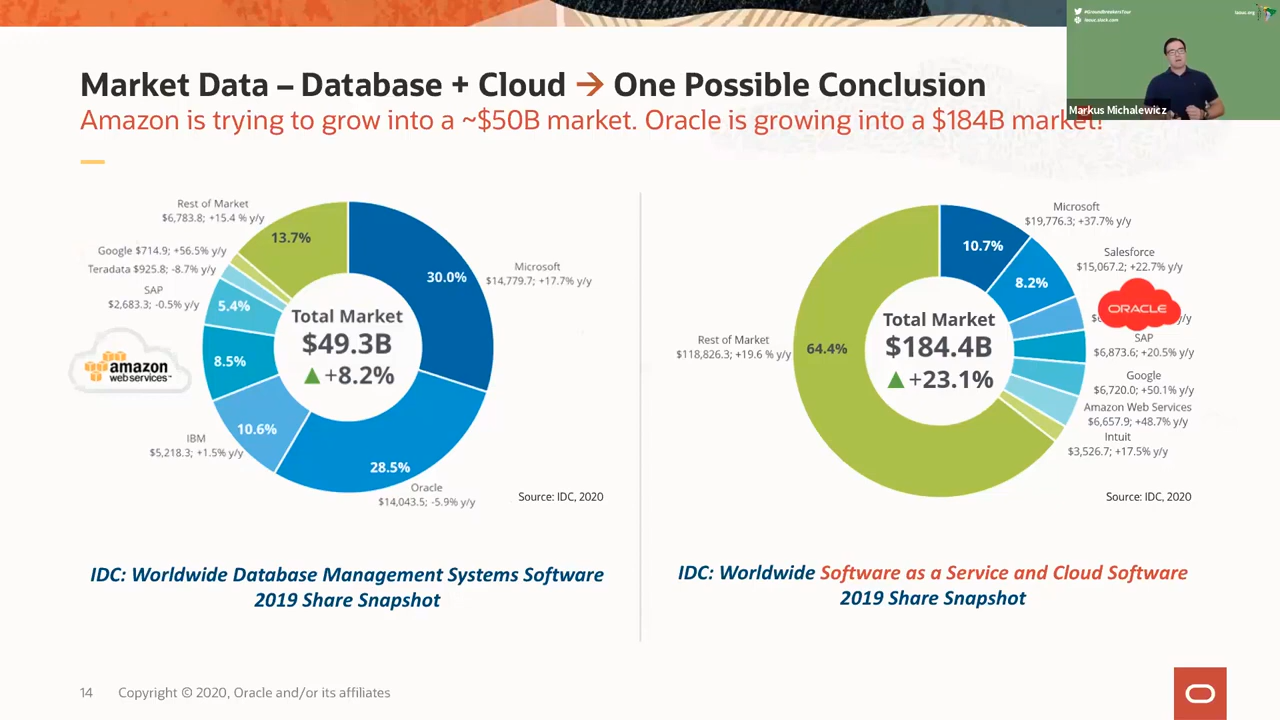 #GroundbreakersTour
laouc.slack.com
laouc.org
Markus Michalewicz
Market Data – Database + Cloud → One Possible Conclusion
Amazon is trying to grow into a ~$50B market. Oracle is growing into a $184B market!
Rest of Market
$6,783.8; +15.4 % y/y
13.7%
Google $714.9; +56.5% y/y
Teradata $925.8; -8.7% y/y
SAP
$2,683.3; -0.5% y/y
5.4%
amazon
web services™
8.5%
IBM
$5,218.3; +1.5% y/y
10.6%
Total Market
$49.3B
▲+8.2%
30.0%
Microsoft
$14,779.7; +17.7% y/y
28.5%
Oracle
$14,043.5; -5.9% y/y
Source: IDC, 2020
IDC: Worldwide Database Management Systems Software
2019 Share Snapshot
Rest of Market
$118,826.3; +19.6 % y/y
64.4%
Total Market
$184.4B
▲+23.1%
10.7%
Microsoft
$19,776.3; +37.7% y/y
8.2%
Salesforce
$15,067.2; +22.7% y/y
ORACLE
y/y
SAP
$6,873.6; +20.5% y/y
Google
$6,720.0; +50.1% y/y
Amazon Web Services
$6,657.9; +48.7% y/y
Intuit
$3,526.7; +17.5% y/y
Source: IDC, 2020
IDC: Worldwide Software as a Service and Cloud Software
2019 Share Snapshot
14 Copyright © 2020, Oracle and/or its affiliates